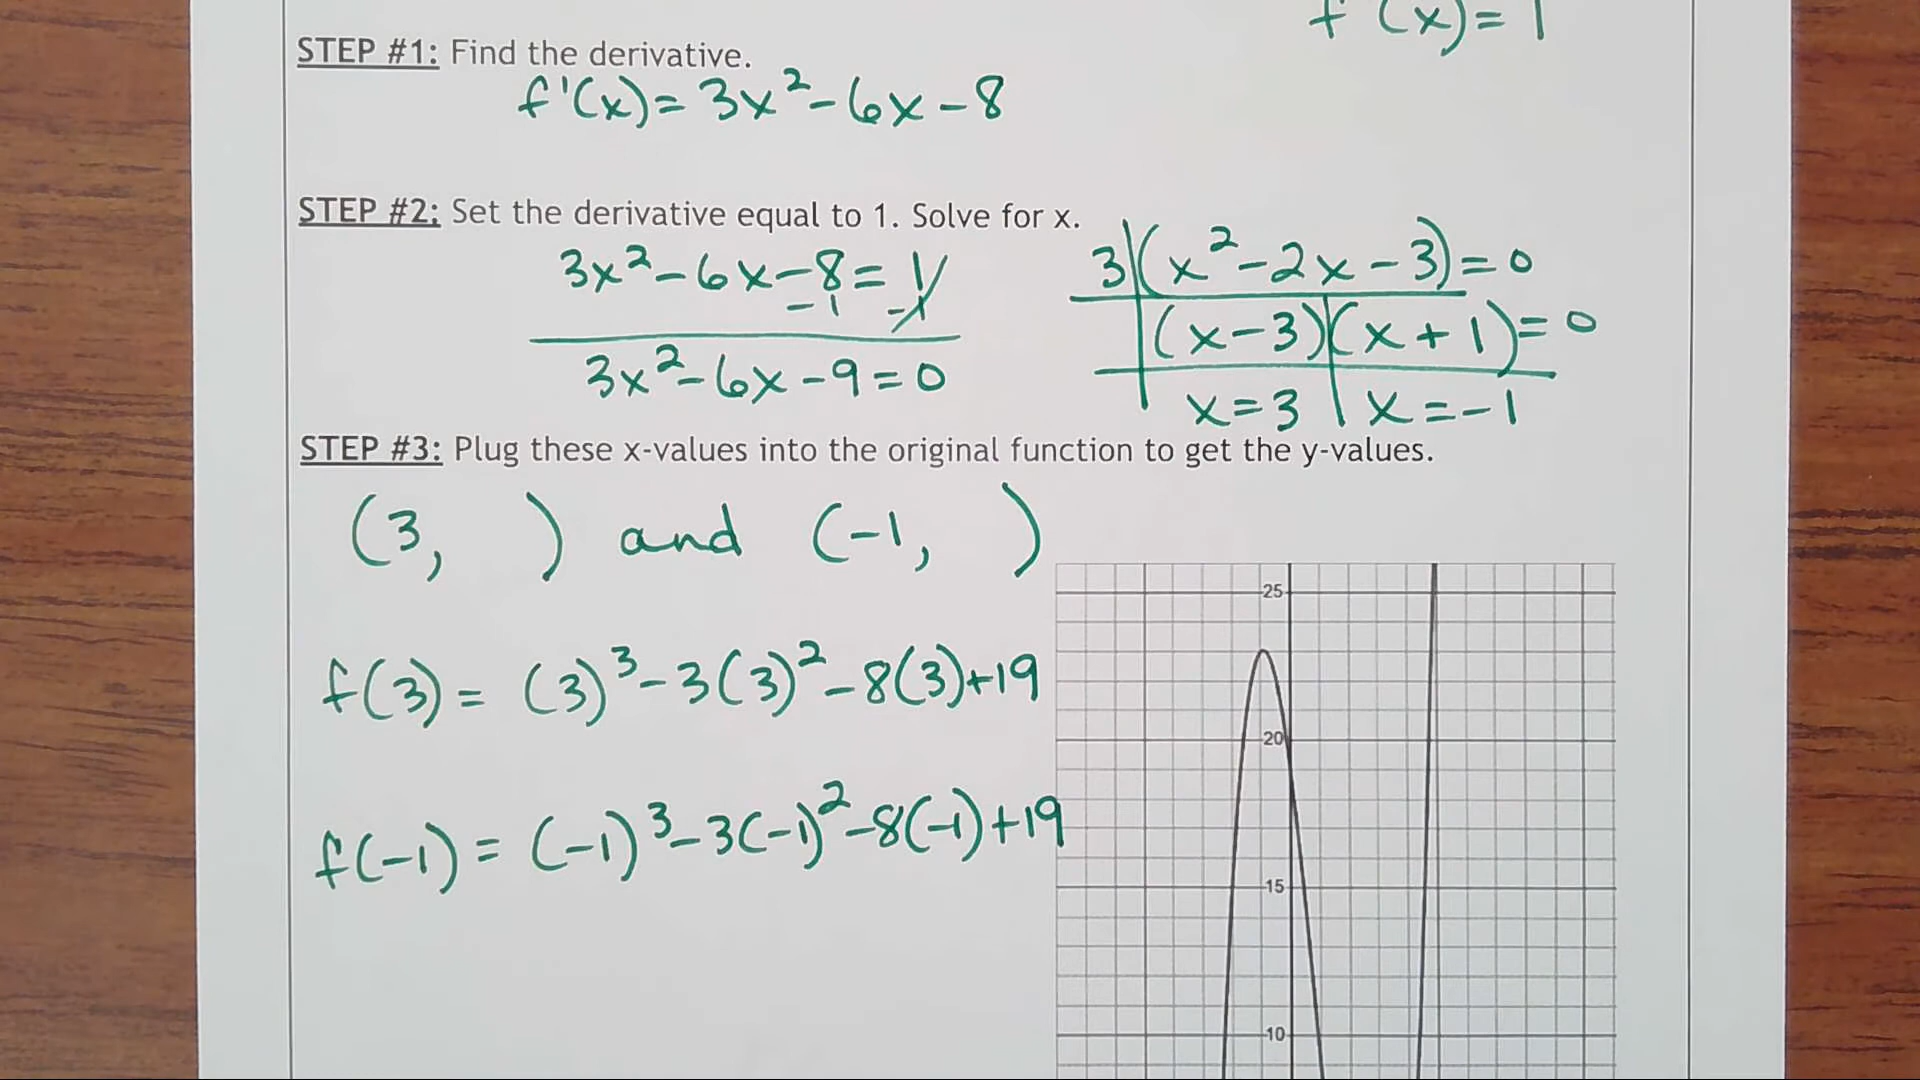 f'(x) = 1
STEP #1: Find the derivative.
f'(x) = 3x² - 6x - 8
STEP #2: Set the derivative equal to 1. Solve for x.
3x² - 6x - 8 = 1
-1 -1
3x² - 6x - 9 = 0
3(x² - 2x - 3) = 0
(x - 3)(x + 1) = 0
x = 3 x = -1
STEP #3: Plug these x-values into the original function to get the y-values.
(3, ) and (-1, )
f(3) = (3)³ - 3(3)² - 8(3) + 19
f(-1) = (-1)³ - 3(-1)² - 8(-1) + 19
25
20
15
10